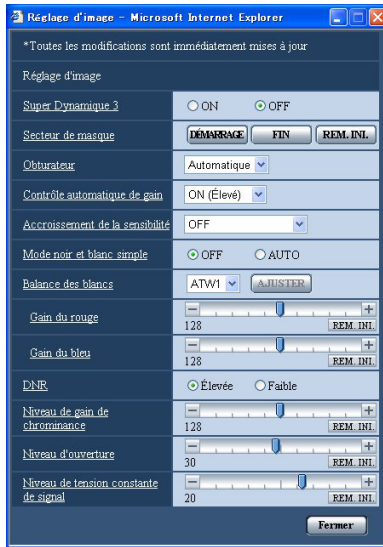 Réglage d'image - Microsoft Internet Explorer
*Toutes les modifications sont immédiatement mises à jour
Réglage d'image
Super Dynamique 3 ON OFF
Secteur de masque DÉMARRAGE FIN REM. INI.
Obturateur Automatique
Contrôle automatique de gain ON (Élevé)
Accroissement de la sensibilité OFF
Mode noir et blanc simple OFF AUTO
Balance des blancs ATW1 AJUSTER
Gain du rouge − +
128 REM. INI.
Gain du bleu − +
128 REM. INI.
DNR Élevée Faible
Niveau de gain de chrominance − +
128 REM. INI.
Niveau d'ouverture − +
30 REM. INI.
Niveau de tension constante de signal − +
20 REM. INI.
Fermer